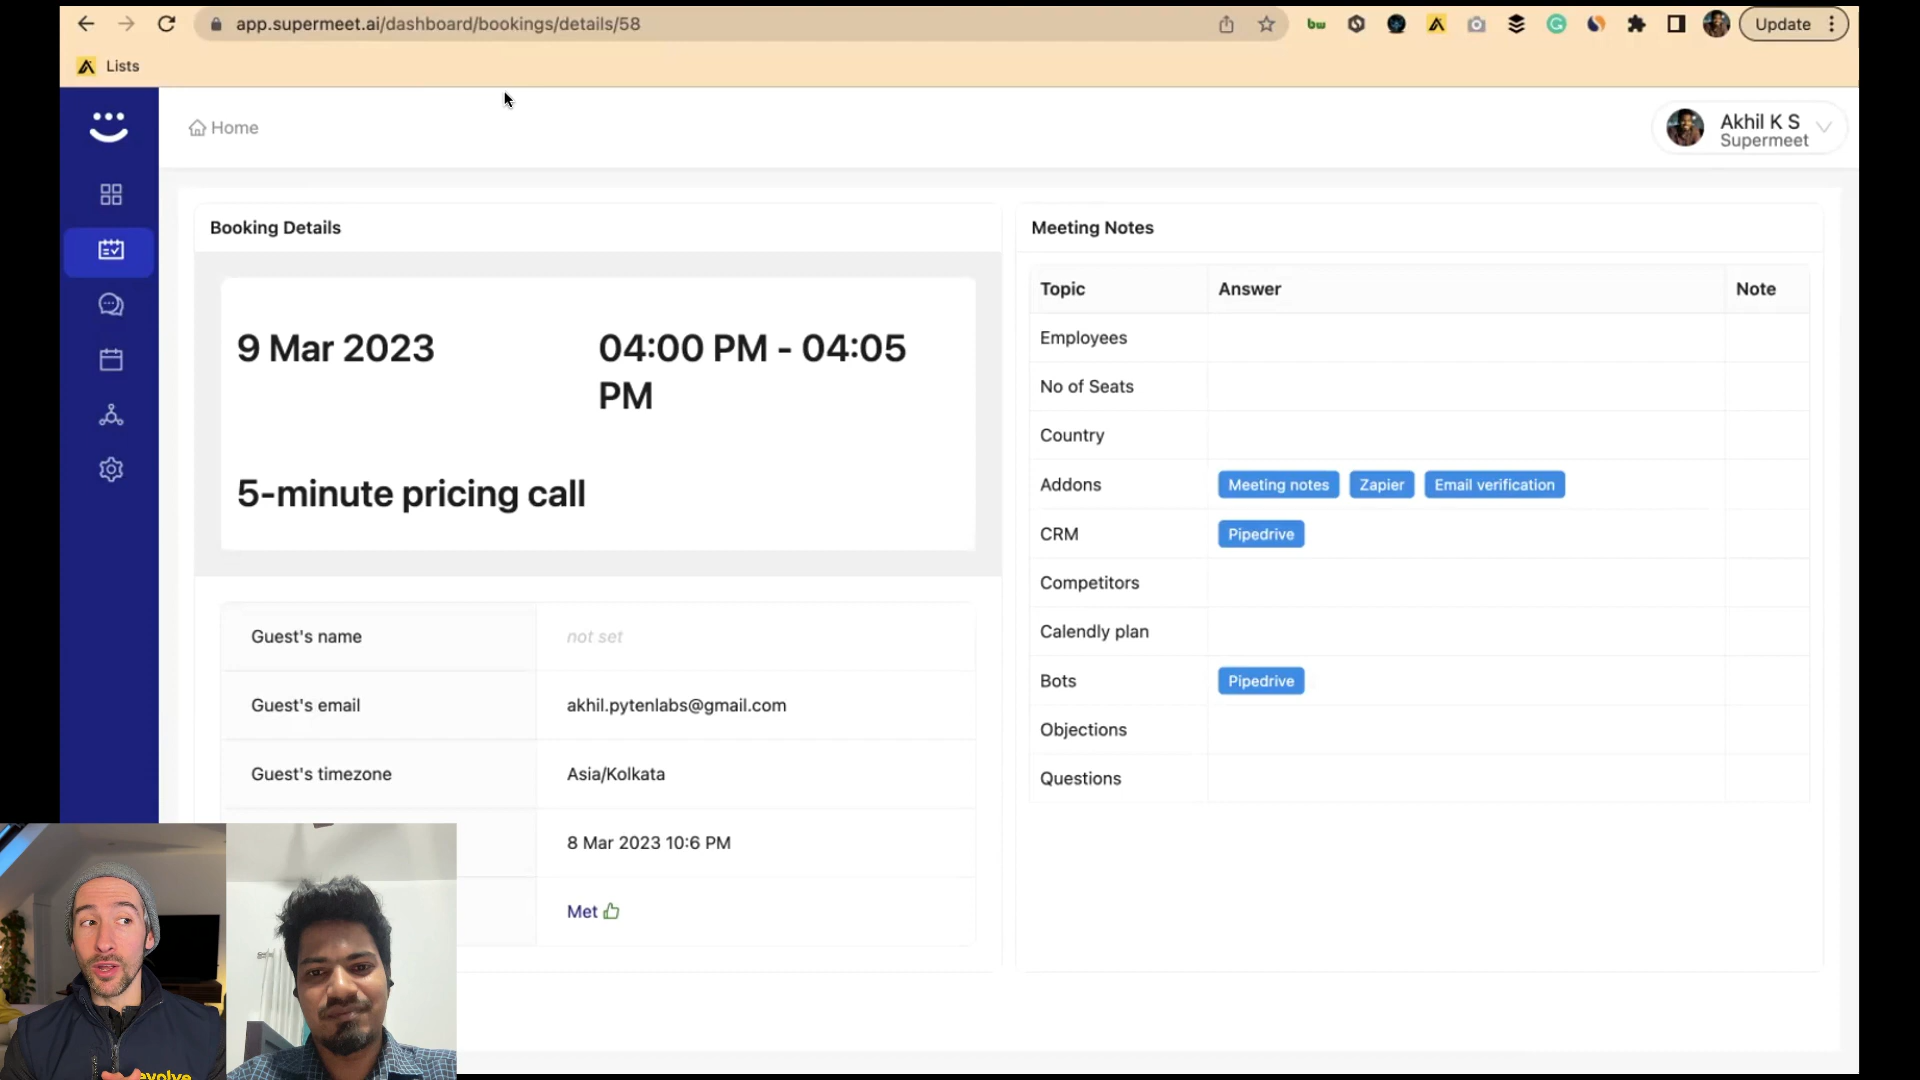 app.supermeet.ai/dashboard/bookings/details/58
bw
Update
Lists
Home
Akhil K S
Supermeet
Booking Details
9 Mar 2023
04:00 PM - 04:05
PM
5-minute pricing call
Guest's name
not set
Guest's email
akhil.pytenlabs@gmail.com
Guest's timezone
Asia/Kolkata
8 Mar 2023 10:6 PM
Met
Meeting Notes
Topic Answer Note
Employees
No of Seats
Country
Addons Meeting notes Zapier Email verification
CRM Pipedrive
Competitors
Calendly plan
Bots Pipedrive
Objections
Questions
evolve